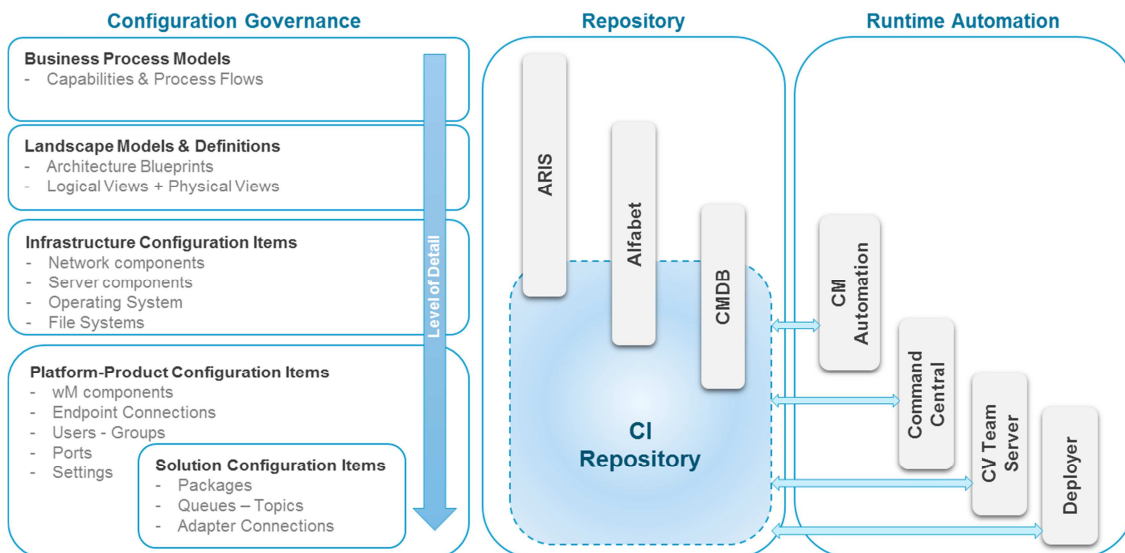 Configuration Governance
Business Process Models
- Capabilities & Process Flows
Landscape Models & Definitions
- Architecture Blueprints
- Logical Views + Physical Views
Infrastructure Configuration Items
- Network components
- Server components
- Operating System
- File Systems
Platform-Product Configuration Items
- wM components
- Endpoint Connections
- Users - Groups
- Ports
- Settings
Solution Configuration Items
- Packages
- Queues – Topics
- Adapter Connections
Level of Detail
Repository
ARIS
Alfabet
CMDB
CI
Repository
Runtime Automation
CM
Automation
Command
Central
CV Team
Server
Deployer